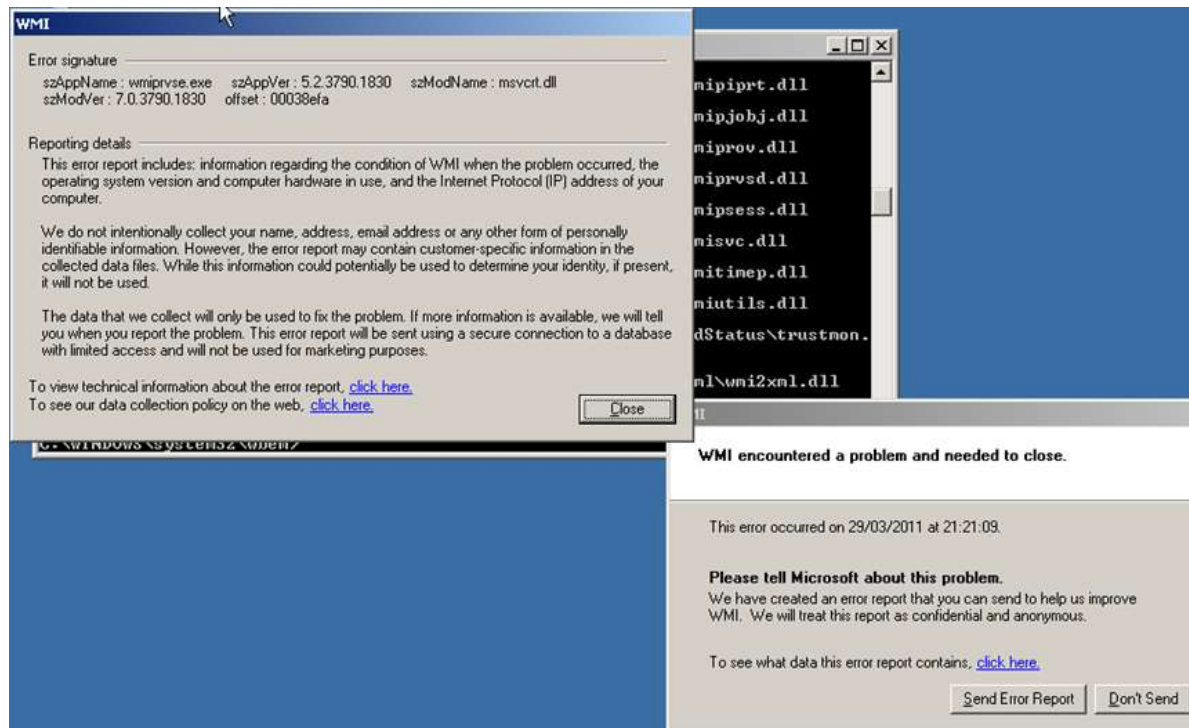 WMI
Error signature
szAppName : wmiprvse.exe szAppVer : 5.2.3790.1830 szModName : msvcrt.dll
szModVer : 7.0.3790.1830 offset : 00038efa
Reporting details
This error report includes: information regarding the condition of WMI when the problem occurred, the
operating system version and computer hardware in use, and the Internet Protocol (IP) address of your
computer.
We do not intentionally collect your name, address, email address or any other form of personally
identifiable information. However, the error report may contain customer-specific information in the
collected data files. While this information could potentially be used to determine your identity, if present,
it will not be used.
The data that we collect will only be used to fix the problem. If more information is available, we will tell
you when you report the problem. This error report will be sent using a secure connection to a database
with limited access and will not be used for marketing purposes.
To view technical information about the error report, click here.
To see our data collection policy on the web, click here.
Close
mipiprt.dll
mipjobj.dll
miprov.dll
miprvsd.dll
mipsess.dll
misvc.dll
mitimep.dll
miutils.dll
dStatus\trustmon.
ml\wmi2xml.dll
C:\WINDOWS\system32\wbem>
WMI encountered a problem and needed to close.
This error occurred on 29/03/2011 at 21:21:09.
Please tell Microsoft about this problem.
We have created an error report that you can send to help us improve
WMI. We will treat this report as confidential and anonymous.
To see what data this error report contains, click here.
Send Error Report Don't Send